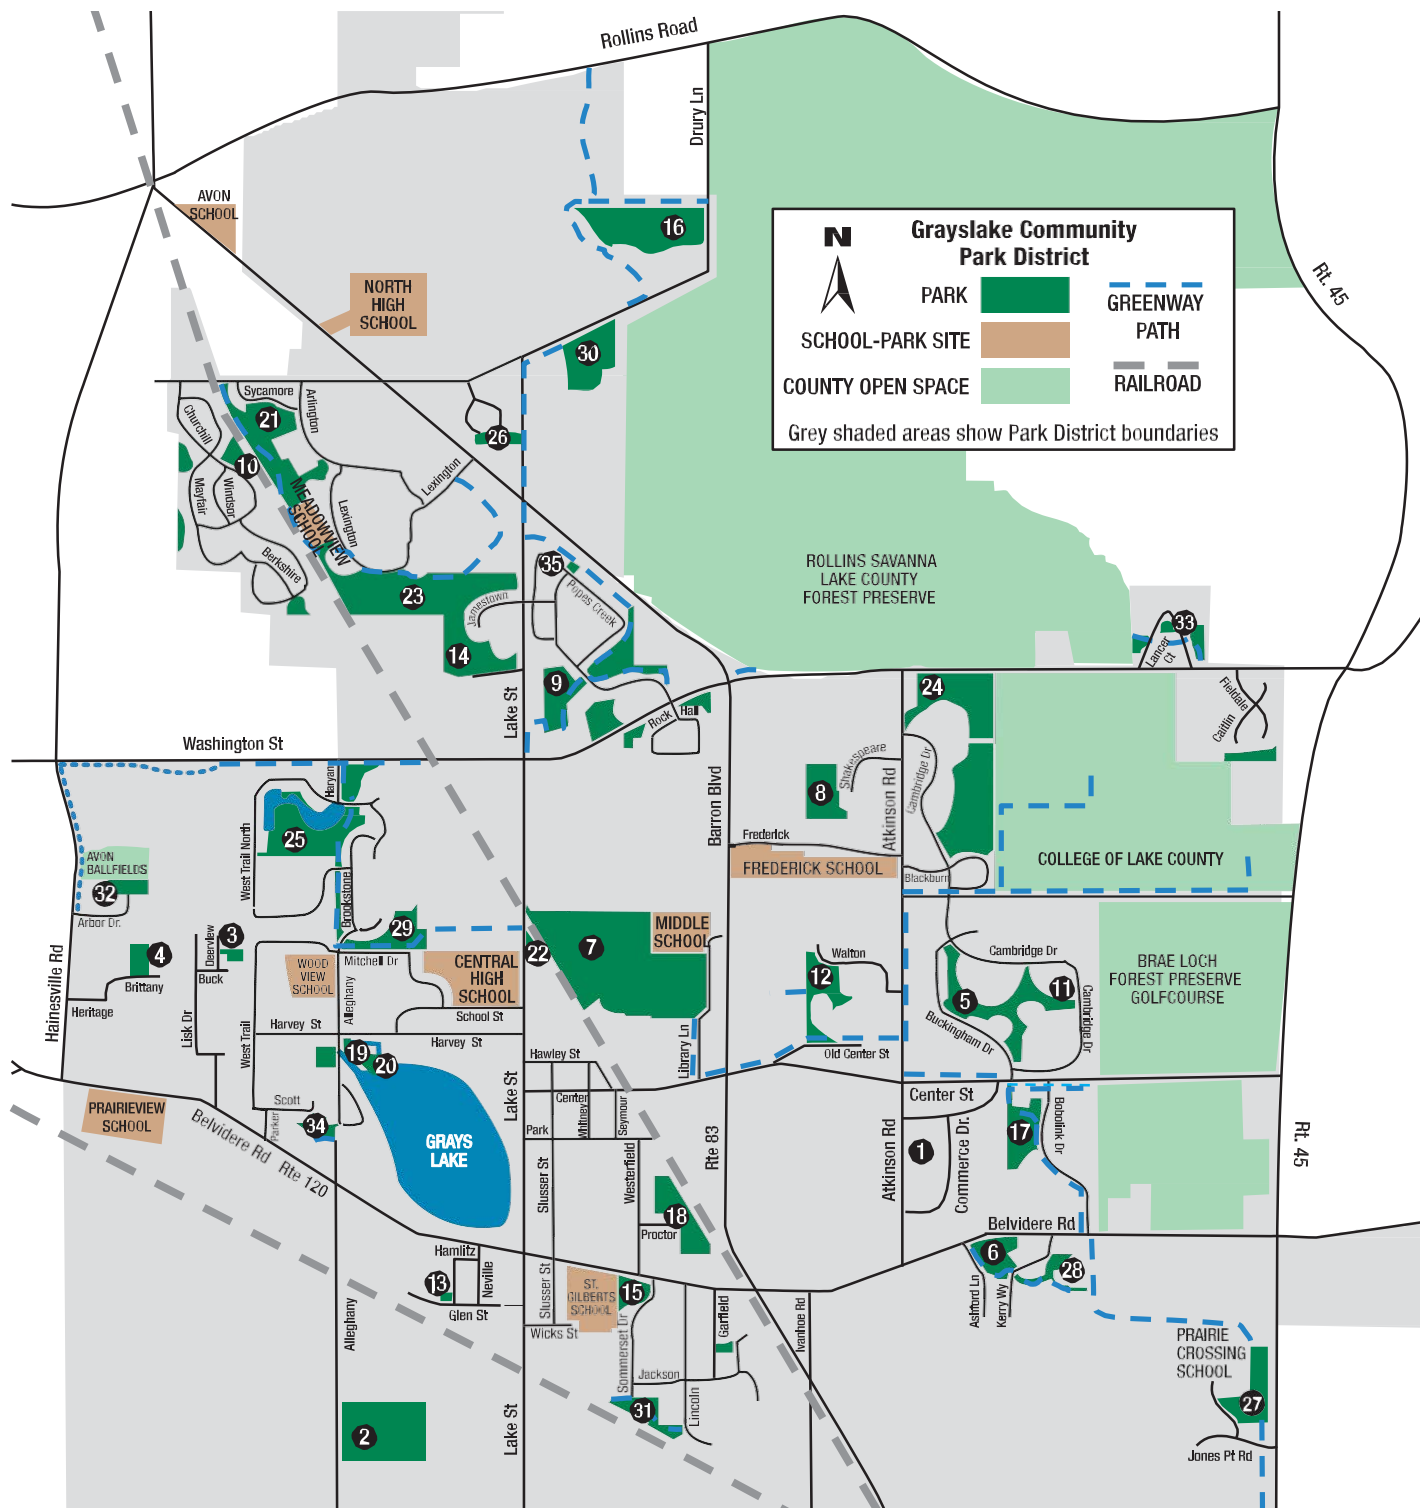 Rollins Road
Drury Ln
AVON
SCHOOL
16
N
Grayslake Community
Park District
PARK
SCHOOL-PARK SITE
COUNTY OPEN SPACE
GREENWAY
PATH
RAILROAD
Grey shaded areas show Park District boundaries
Rt. 45
NORTH
HIGH
SCHOOL
30
Sycamore
Arlington
Churchill
21
26
10
Mayfair
Windsor
Lexington
Lexington
MEADOWVIEW
SCHOOL
Berkshire
23
35
Popes Creek
Jamestown
14
9
ROLLINS SAVANNA
LAKE COUNTY
FOREST PRESERVE
33
Lancer
Ct
24
Fieldale
Caitlin
Lake St
Rock
Hall
Washington St
Haryan
Shakespeare
Cambridge Dr
8
Atkinson Rd
Barron Blvd
25
West Trail North
Frederick
FREDERICK SCHOOL
Blackburn
COLLEGE OF LAKE COUNTY
AVON
BALLFIELDS
32
Arbor Dr.
Brookstone
29
MIDDLE
SCHOOL
22
7
3
Deerview
4
Brittany
Buck
Heritage
Hainesville Rd
Lisk Dr
WOOD
VIEW
SCHOOL
Mitchell Dr
Alleghany
CENTRAL
HIGH
SCHOOL
School St
Walton
12
Cambridge Dr
5
11
Cambridge Dr
Buckingham Dr
BRAE LOCH
FOREST PRESERVE
GOLFCOURSE
Harvey St
Harvey St
West Trail
19
20
Hawley St
Library Ln
Old Center St
Lake St
Center
Whitney
Seymour
Park
Center St
PRAIRIEVIEW
SCHOOL
Scott
Parker
34
GRAYS
LAKE
Belvidere Rd Rte 120
Slusser St
Westerfield
Rte 83
Atkinson Rd
1
Commerce Dr.
17
Bobolink Dr
Rt. 45
18
Proctor
Belvidere Rd
6
28
Ashford Ln
Kerry Wy
Hamlitz
13
Neville
Glen St
Slusser St
ST.
GILBERTS
SCHOOL
15
Wicks St
Sommerset Dr
Garfield
Ivanhoe Rd
Alleghany
Jackson
Lincoln
31
2
Lake St
PRAIRIE
CROSSING
SCHOOL
27
Jones Pt Rd